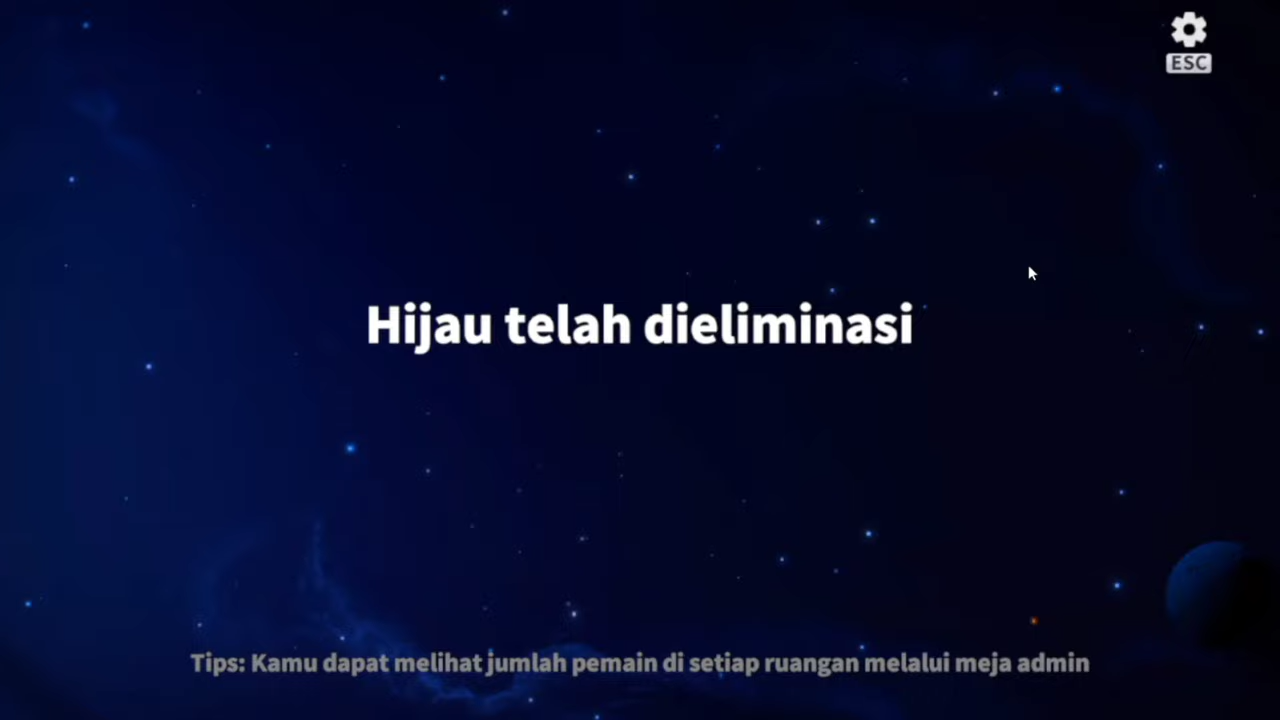 ESC
Hijau telah dieliminasi
Tips: Kamu dapat melihat jumlah pemain di setiap ruangan melalui meja admin